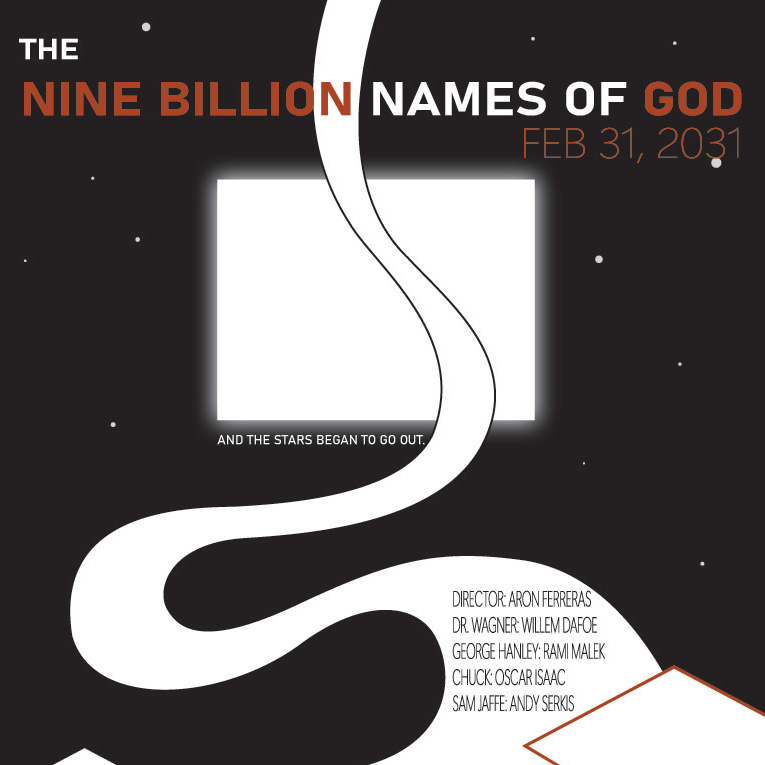 THE
NINE BILLION NAMES OF GOD
FEB 31, 2031
AND THE STARS BEGAN TO GO OUT.
DIRECTOR: ARON FERRERAS
DR. WAGNER: WILLEM DAFOE
GEORGE HANLEY: RAMI MALEK
CHUCK: OSCAR ISAAC
SAM JAFFE: ANDY SERKIS